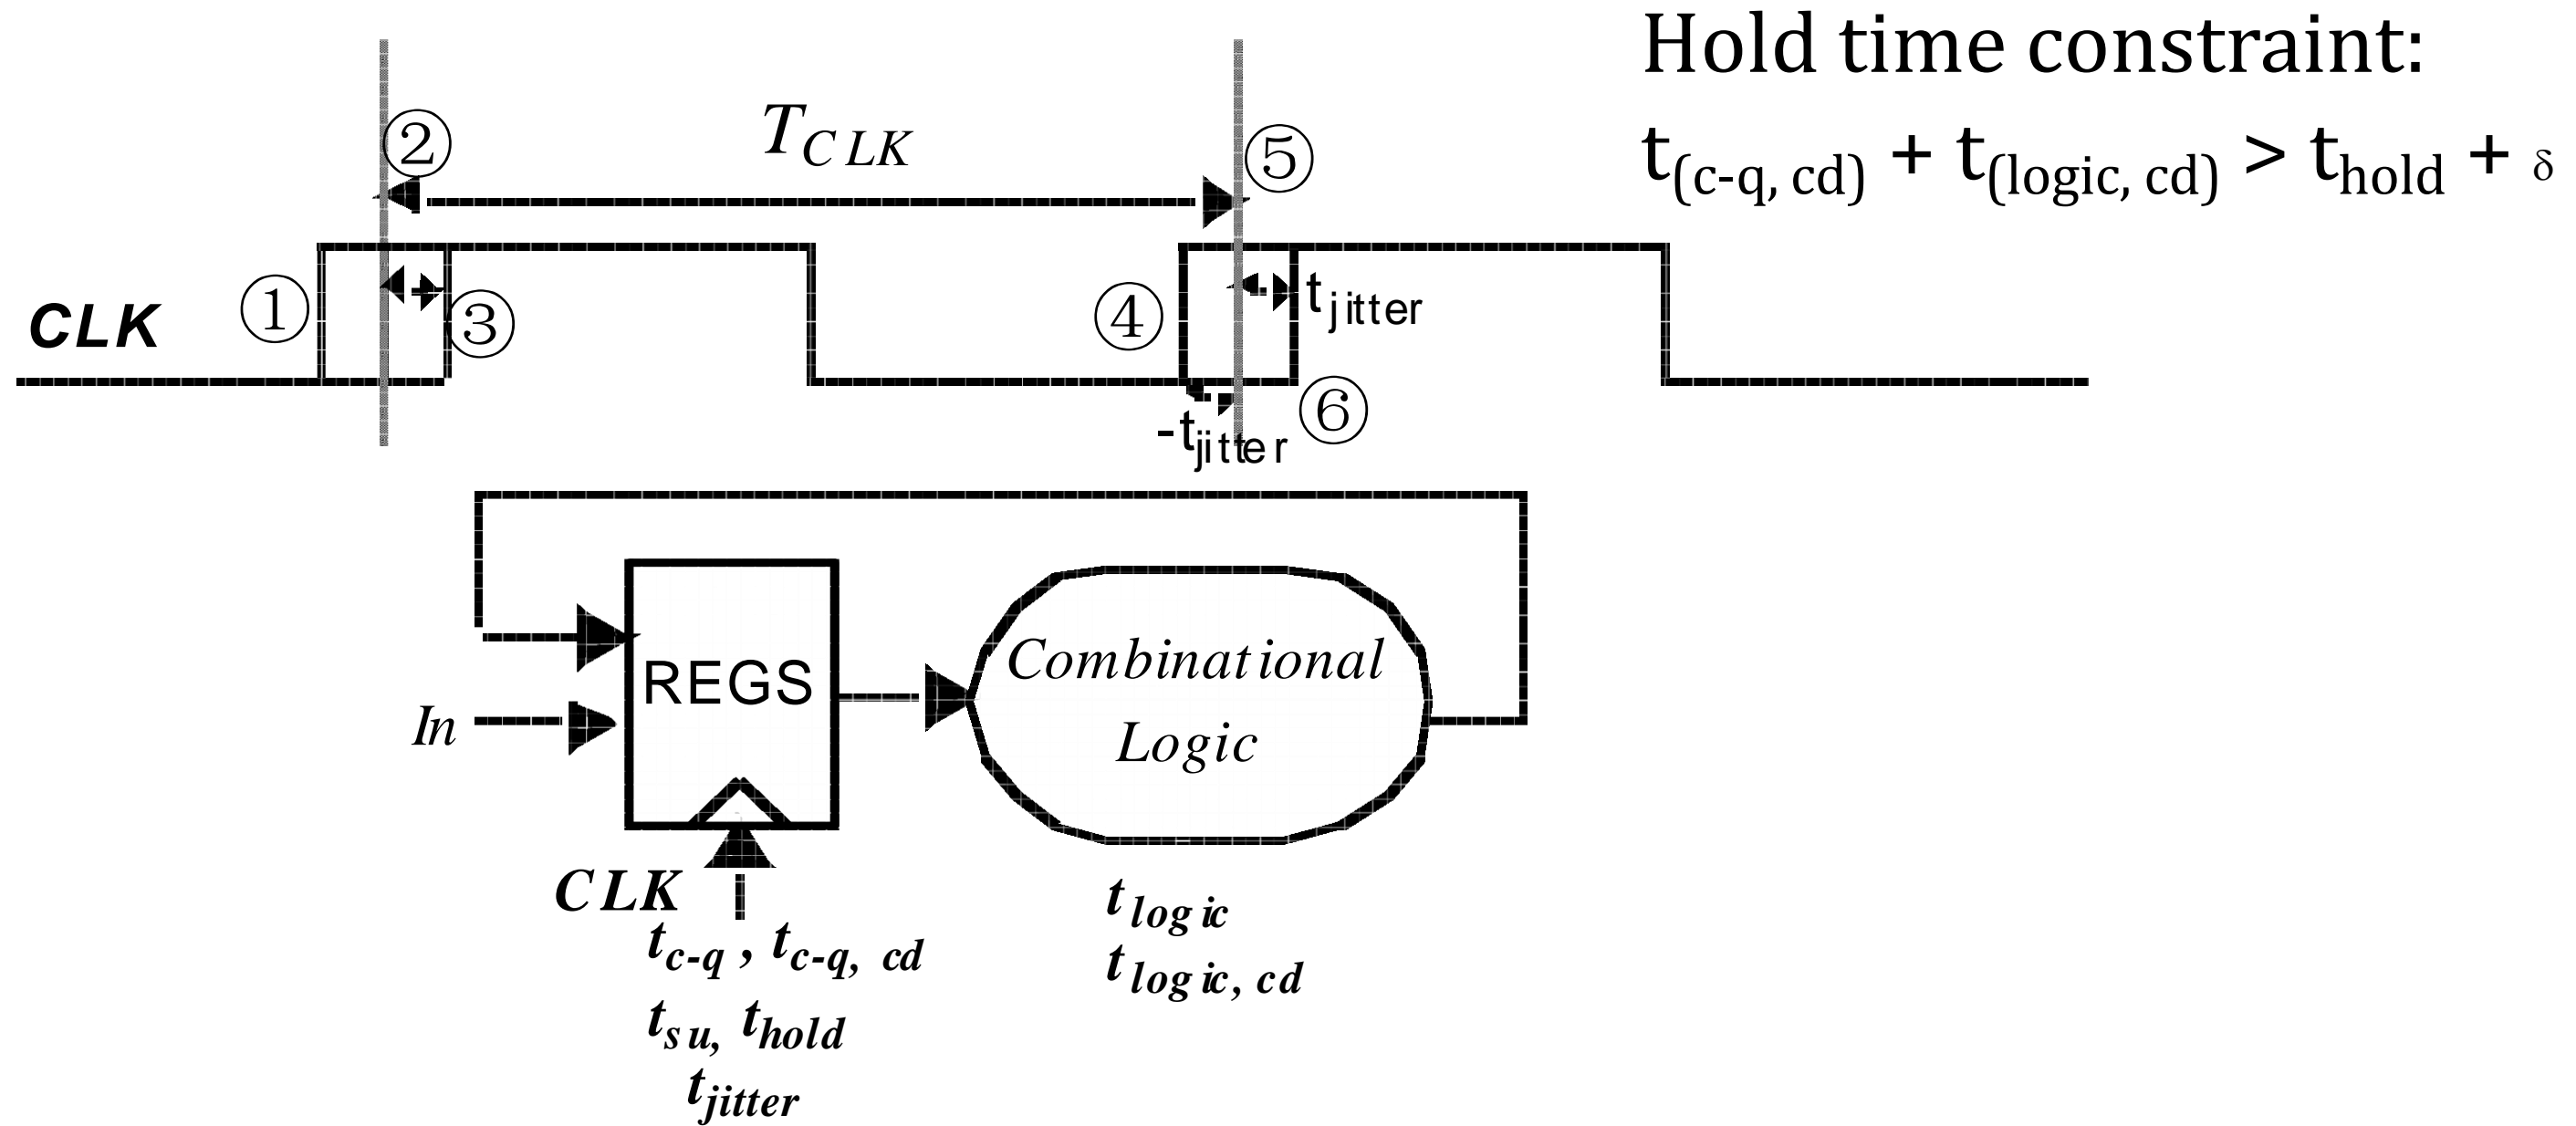 Hold time constraint:
t(c-q, cd) + t(logic, cd) > thold + δ
② TCLK ⑤
CLK ① ③ ④ tjitter
-tjitter ⑥
REGS
Combinational
Logic
In
CLK
tc-q , tc-q, cd
tsu, thold
tjitter
tlogic
tlogic, cd